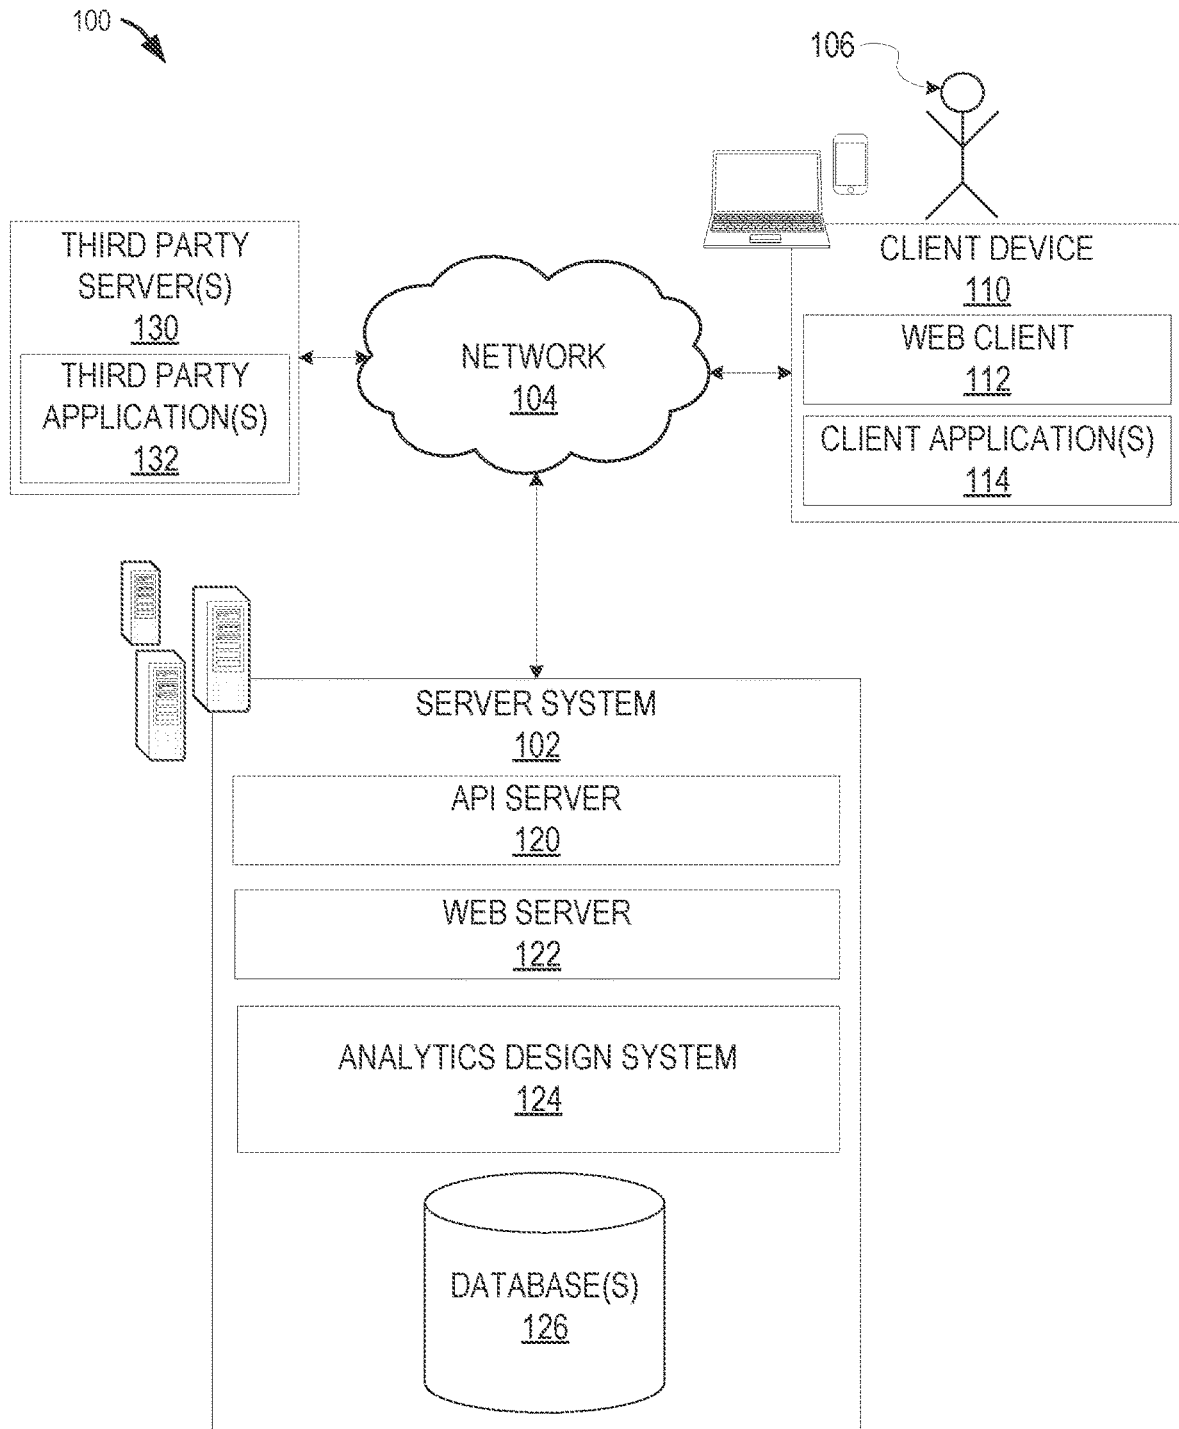 100
106
THIRD PARTY
SERVER(S)
130
THIRD PARTY
APPLICATION(S)
132
NETWORK
104
CLIENT DEVICE
110
WEB CLIENT
112
CLIENT APPLICATION(S)
114
SERVER SYSTEM
102
API SERVER
120
WEB SERVER
122
ANALYTICS DESIGN SYSTEM
124
DATABASE(S)
126